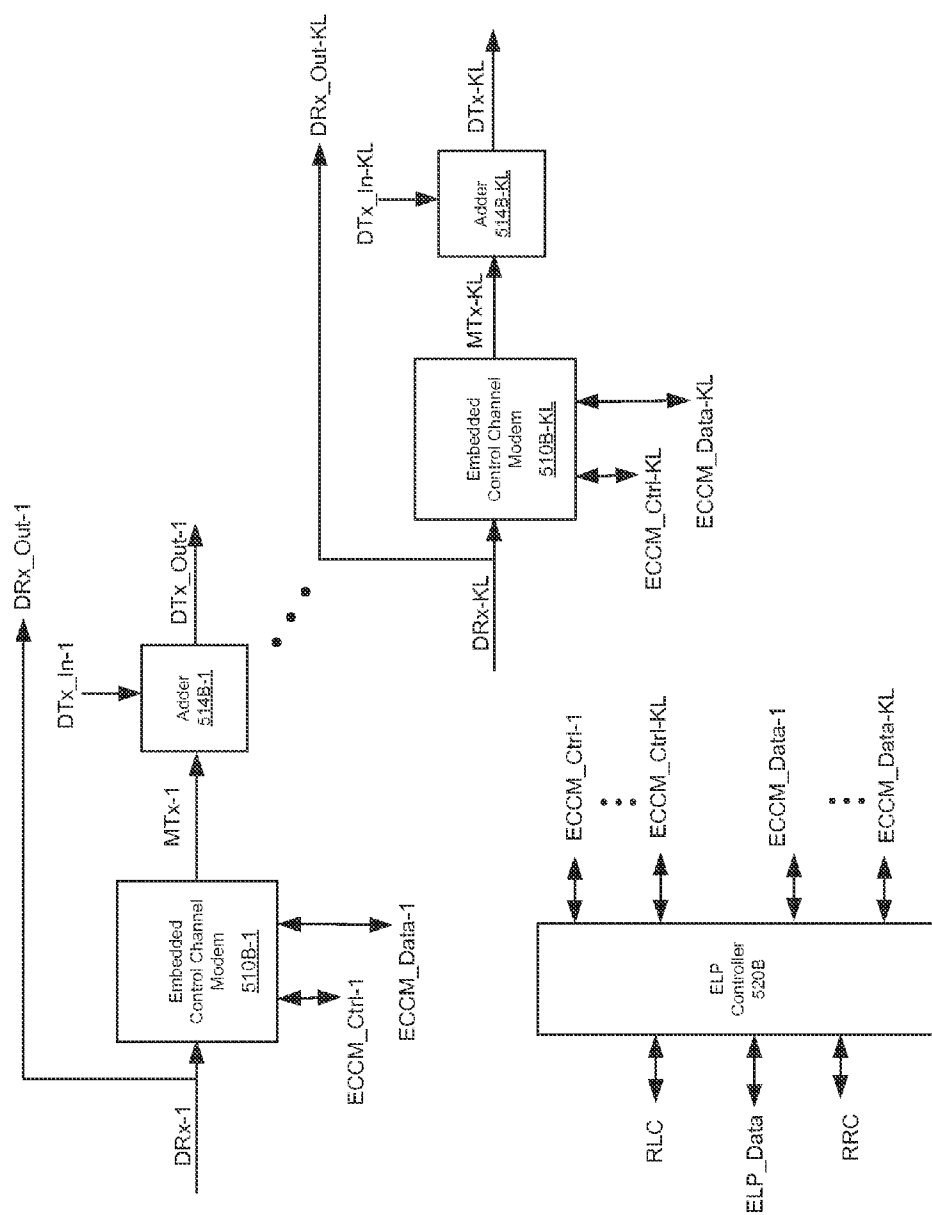 DRx_Out-1
DTx_In-1
DRx-1
Embedded
Control Channel
Modem
510B-1
MTx-1
Adder
514B-1
DTx_Out-1
ECCM_Ctrl-1
ECCM_Data-1
DRx_Out-KL
DTx_In-KL
DRx-KL
Embedded
Control Channel
Modem
510B-KL
MTx-KL
Adder
514B-KL
DTx-KL
ECCM_Ctrl-KL
ECCM_Data-KL
RLC
ELP_Data
RRC
ELP
Controller
520B
ECCM_Ctrl-1
ECCM_Ctrl-KL
ECCM_Data-1
ECCM_Data-KL